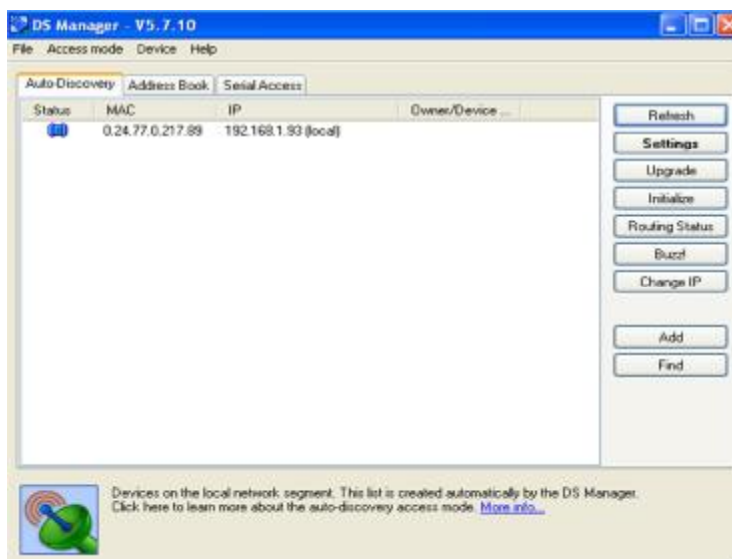 DS Manager - V5.7.10
File Access mode Device Help
Auto-Discovery Address Book Serial Access
Status MAC IP Owner/Device ...
0.24.77.0.217.89 192.168.1.93 (local)
Refresh
Settings
Upgrade
Initialize
Routing Status
Buzz!
Change IP
Add
Find
Devices on the local network segment. This list is created automatically by the DS Manager.
Click here to learn more about the auto-discovery access mode. More info...